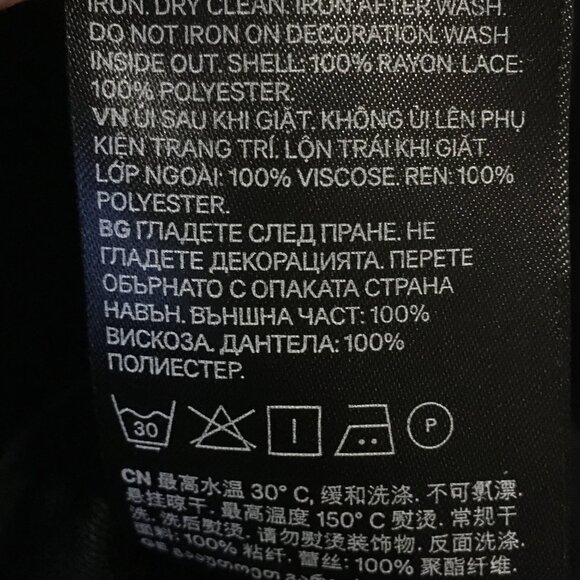 IRON. DRY CLEAN. IRON AFTER WASH.
DO NOT IRON ON DECORATION. WASH
INSIDE OUT. SHELL: 100% RAYON. LACE:
100% POLYESTER.
VN ỦI SAU KHI GIẶT. KHÔNG ỦI LÊN PHỤ
KIỆN TRANG TRÍ. LỘN TRÁI KHI GIẶT.
LỚP NGOÀI: 100% VISCOSE. REN: 100%
POLYESTER.
BG ГЛАДЕТЕ СЛЕД ПРАНЕ. НЕ
ГЛАДЕТЕ ДЕКОРАЦИЯТА. ПЕРЕТЕ
ОБЪРНАТО С ОПАКАТА СТРАНА
НАВЪН. ВЪНШНА ЧАСТ: 100%
ВИСКОЗА. ДАНТЕЛА: 100%
ПОЛИЕСТЕР.
30 P
CN 最高水温 30° C, 缓和洗涤. 不可氯漂.
悬挂晾干. 最高温度 150° C 熨烫. 常规干
洗. 洗后熨烫. 请勿熨烫装饰物. 反面洗涤.
面料: 100% 粘纤. 蕾丝: 100% 聚酯纤维.
GE